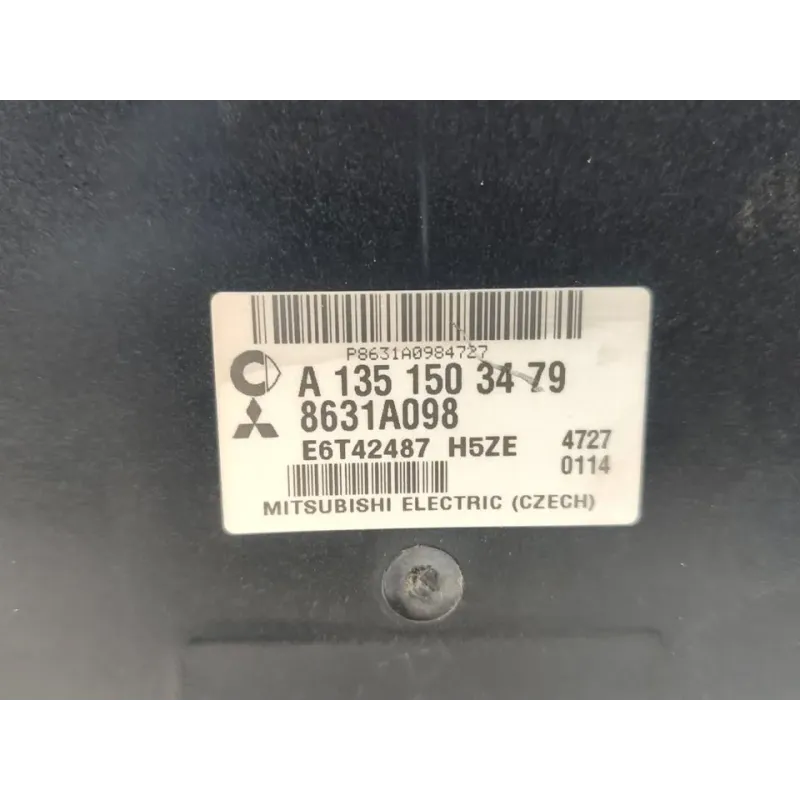 P8631A0984727
A 135 150 34 79
8631A098
E6T42487 H5ZE 4727
0114
MITSUBISHI ELECTRIC (CZECH)